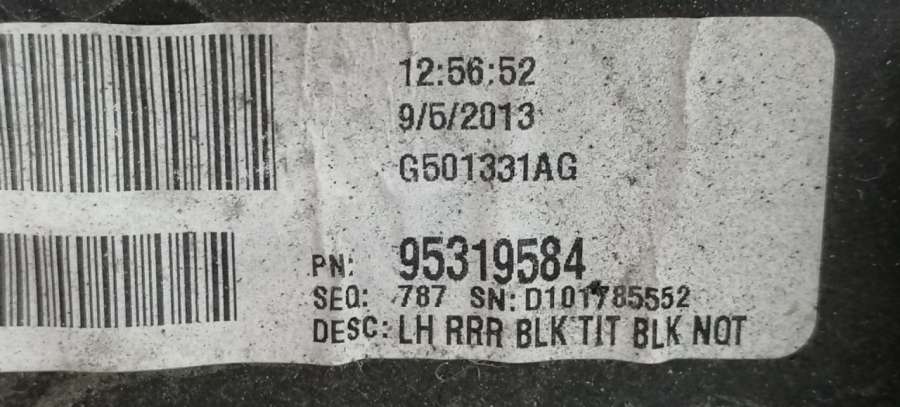 12:56:52
9/5/2013
G501331AG
PN: 95319584
SEQ: 787 SN: D101785552
DESC: LH RRR BLK TIT BLK NQT